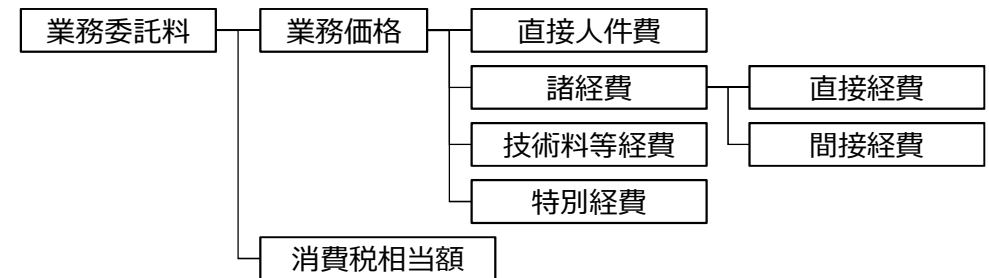 業務委託料
業務価格
直接人件費
諸経費
直接経費
技術料等経費
間接経費
特別経費
消費税相当額